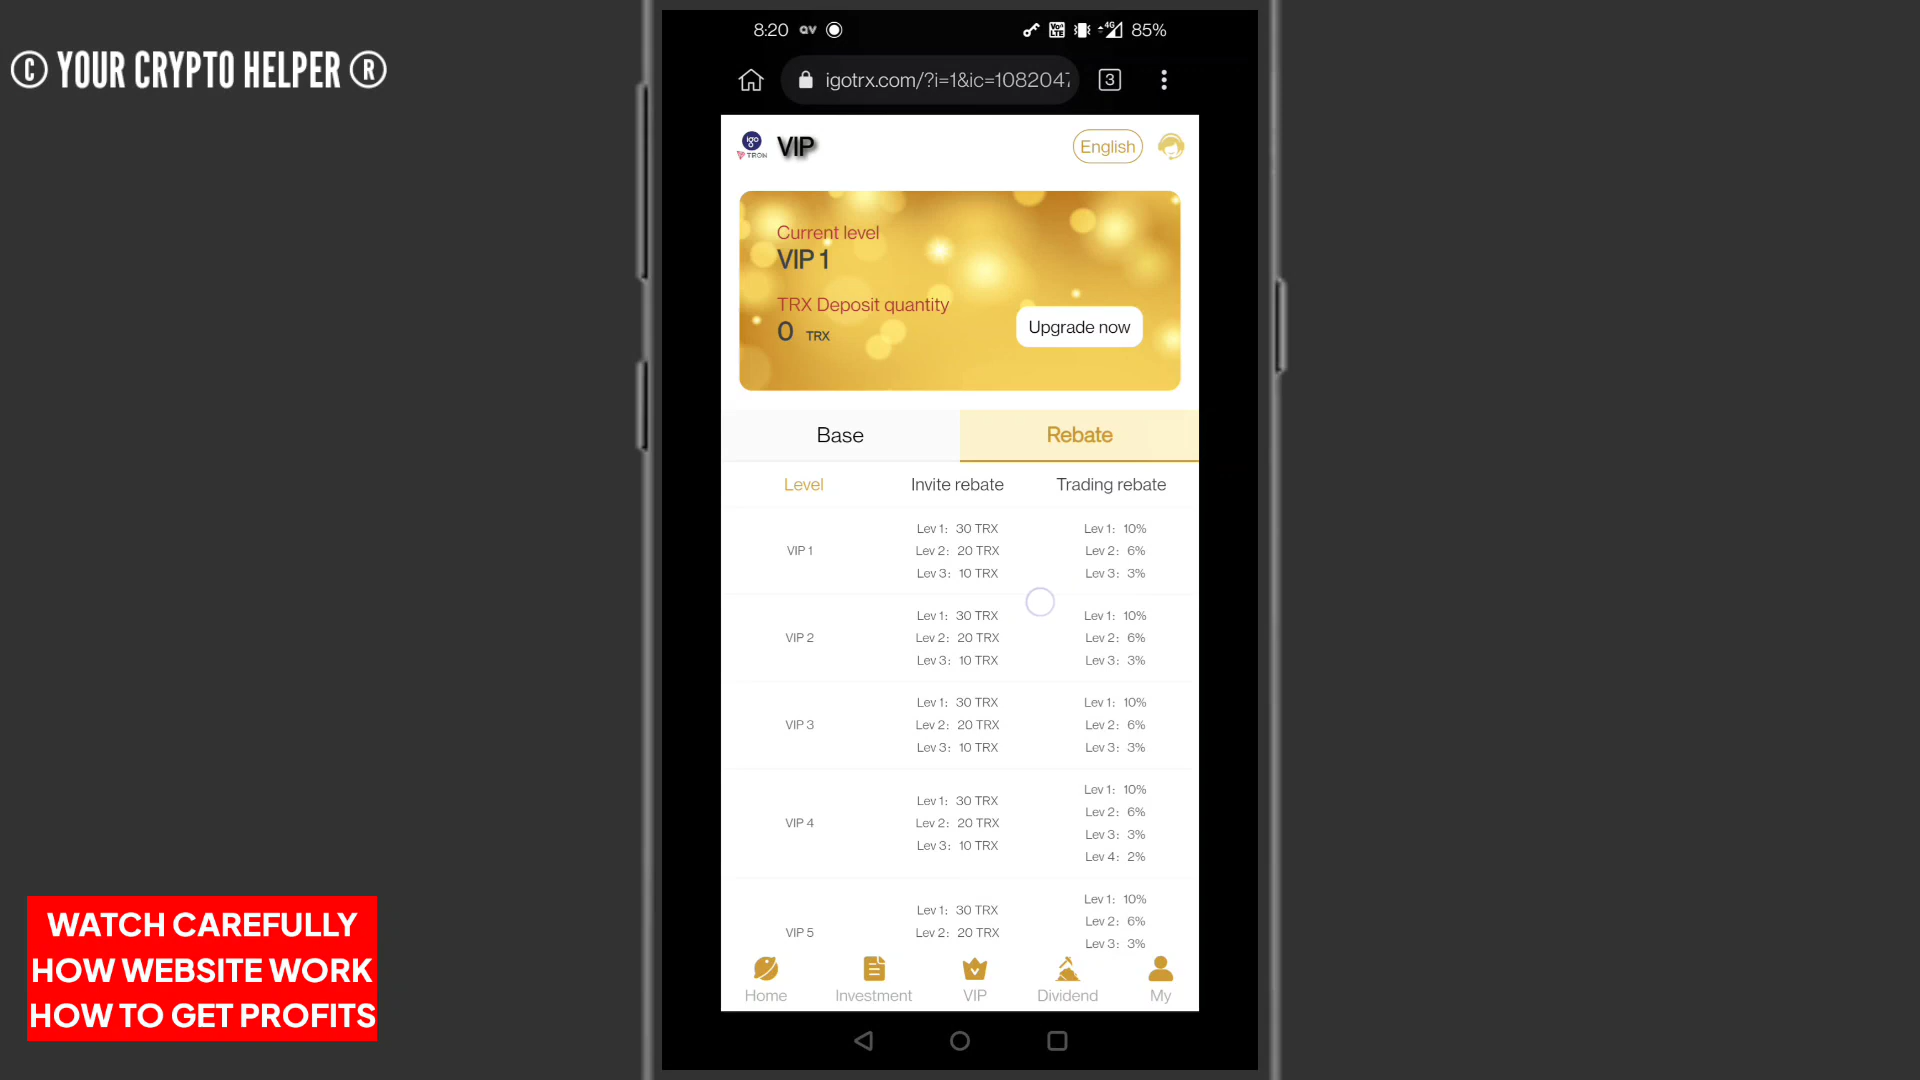 © YOUR CRYPTO HELPER ®
8:20
VoLTE
4G
85%
igotrx.com/?i=1&ic=1082047
3
igo
TRON
VIP
English
Current level
VIP 1
TRX Deposit quantity
0 TRX
Upgrade now
Base
Rebate
Level
Invite rebate
Trading rebate
Lev 1: 30 TRX
Lev 1: 10%
VIP 1
Lev 2: 20 TRX
Lev 2: 6%
Lev 3: 10 TRX
Lev 3: 3%
Lev 1: 30 TRX
Lev 1: 10%
VIP 2
Lev 2: 20 TRX
Lev 2: 6%
Lev 3: 10 TRX
Lev 3: 3%
Lev 1: 30 TRX
Lev 1: 10%
VIP 3
Lev 2: 20 TRX
Lev 2: 6%
Lev 3: 10 TRX
Lev 3: 3%
Lev 1: 10%
Lev 1: 30 TRX
Lev 2: 6%
VIP 4
Lev 2: 20 TRX
Lev 3: 3%
Lev 3: 10 TRX
Lev 4: 2%
Lev 1: 10%
Lev 1: 30 TRX
Lev 2: 6%
VIP 5
Lev 2: 20 TRX
Lev 3: 3%
Home
Investment
VIP
Dividend
My
WATCH CAREFULLY
HOW WEBSITE WORK
HOW TO GET PROFITS